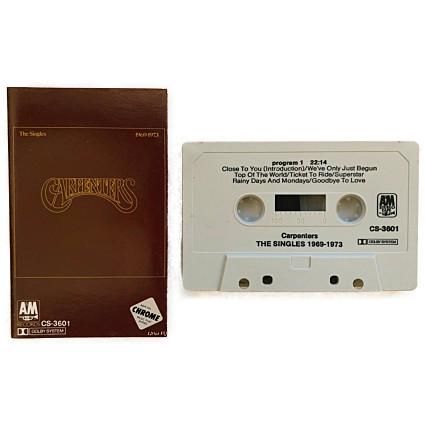 The Singles 1969-1973
CARPENTERS
A&M
RECORDS CS-3601
DOLBY SYSTEM
CHROME
program 1 22:14
Close To You (Introduction)/We've Only Just Begun
Top Of The World/Ticket To Ride/Superstar
Rainy Days And Mondays/Goodbye To Love
A&M
CS-3601
Carpenters
THE SINGLES 1969-1973
DOLBY SYSTEM